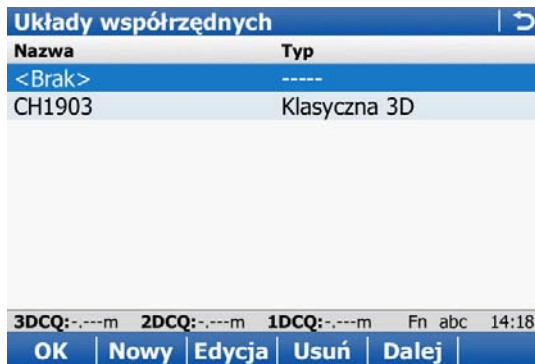 Układy współrzędnych
Nazwa Typ
<Brak> -----
CH1903 Klasyczna 3D
3DCQ:-.---m 2DCQ:-.---m 1DCQ:-.---m Fn abc 14:18
OK Nowy Edycja Usuń Dalej